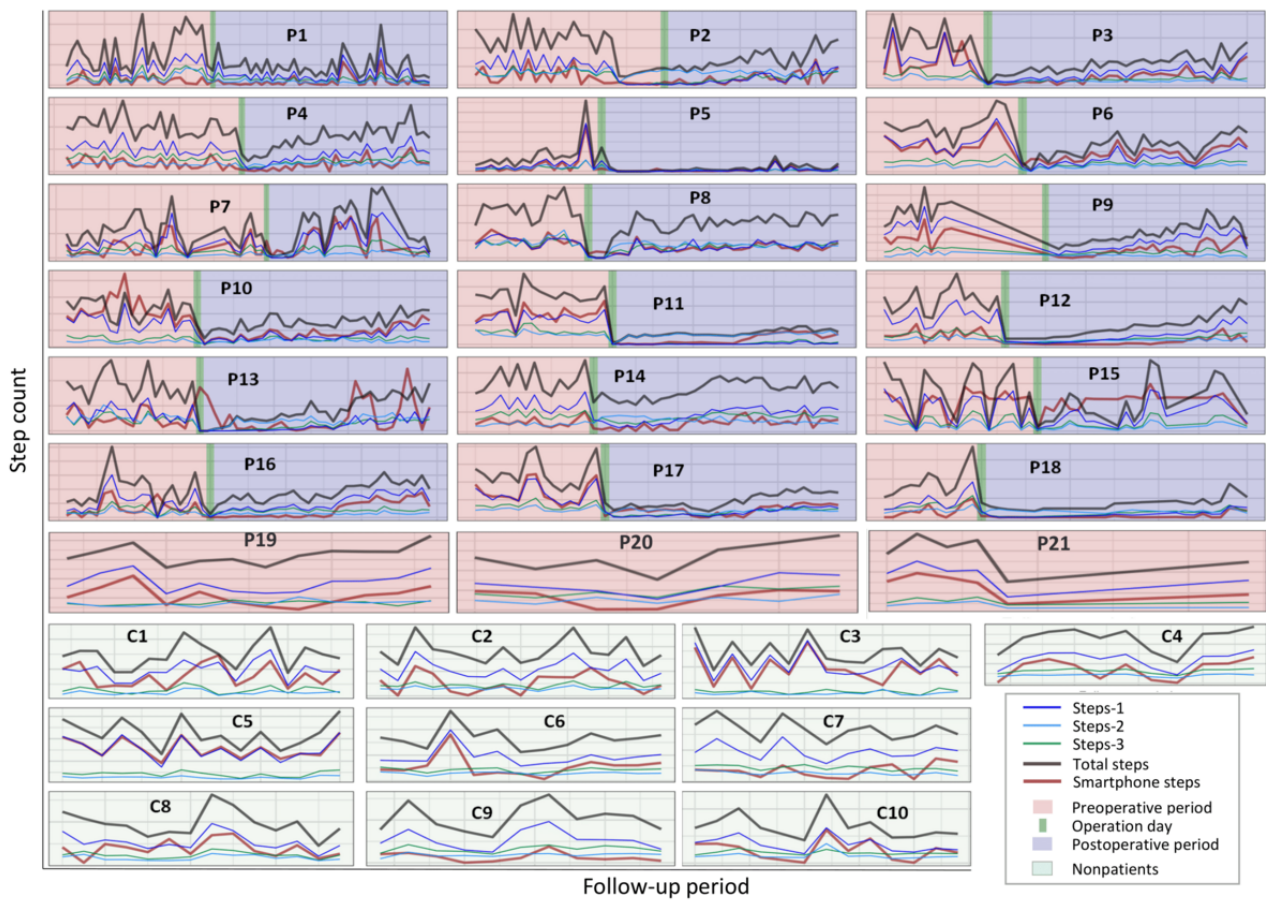 P1 P2 P3
P4 P5 P6
P7 P8 P9
P10 P11 P12
P13 P14 P15
P16 P17 P18
P19 P20 P21
C1 C2 C3 C4
C5 C6 C7
C8 C9 C10
Step count
Follow-up period
Steps-1
Steps-2
Steps-3
Total steps
Smartphone steps
Preoperative period
Operation day
Postoperative period
Nonpatients